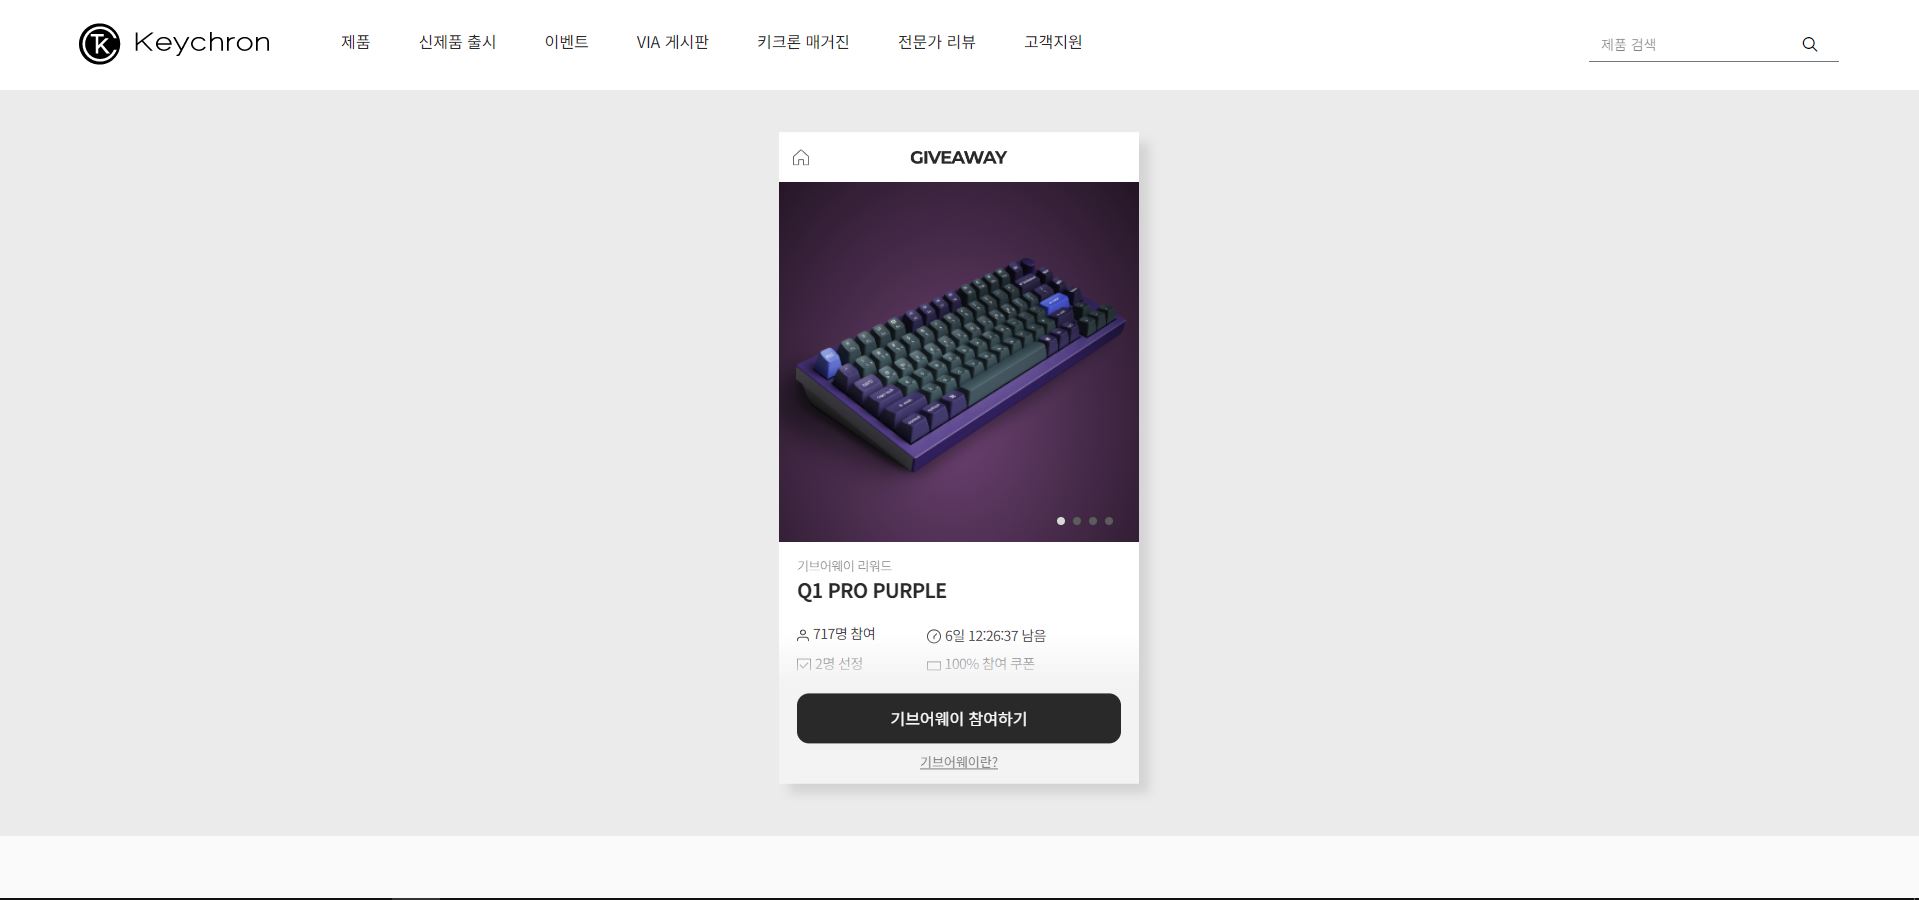 Keychron
제품
신제품 출시
이벤트
VIA 게시판
키크론 매거진
전문가 리뷰
고객지원
제품 검색
GIVEAWAY
기브어웨이 리워드
Q1 PRO PURPLE
717명 참여
6일 12:26:37 남음
2명 선정
100% 참여 쿠폰
기브어웨이 참여하기
기브어웨이란?